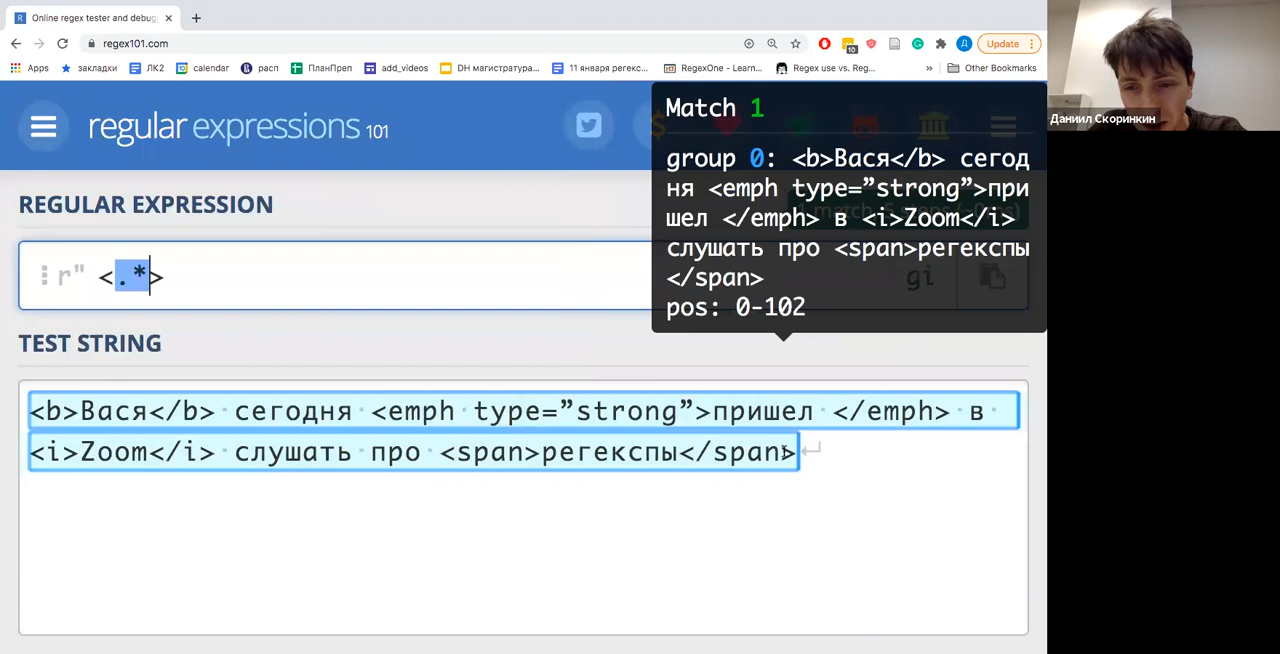 Online regex tester and debug
regex101.com
10
Д
Update
Apps
закладки
ЛК2
calendar
расп
ПланПреп
add_videos
DH магистратура...
11 января регекс...
RegexOne - Learn...
Regex use vs. Reg...
»
Other Bookmarks
regular expressions 101
Match 1
group 0: <b>Вася</b> сегод
ня <emph type=”strong”>при
шел </emph> в <i>Zoom</i>
слушать про <span>регекспы
</span>
pos: 0-102
REGULAR EXPRESSION
r" <.*>
gi
TEST STRING
<b>Вася</b> сегодня <emph type=”strong”>пришел </emph> в
<i>Zoom</i> слушать про <span>регекспы</span>
Даниил Скоринкин